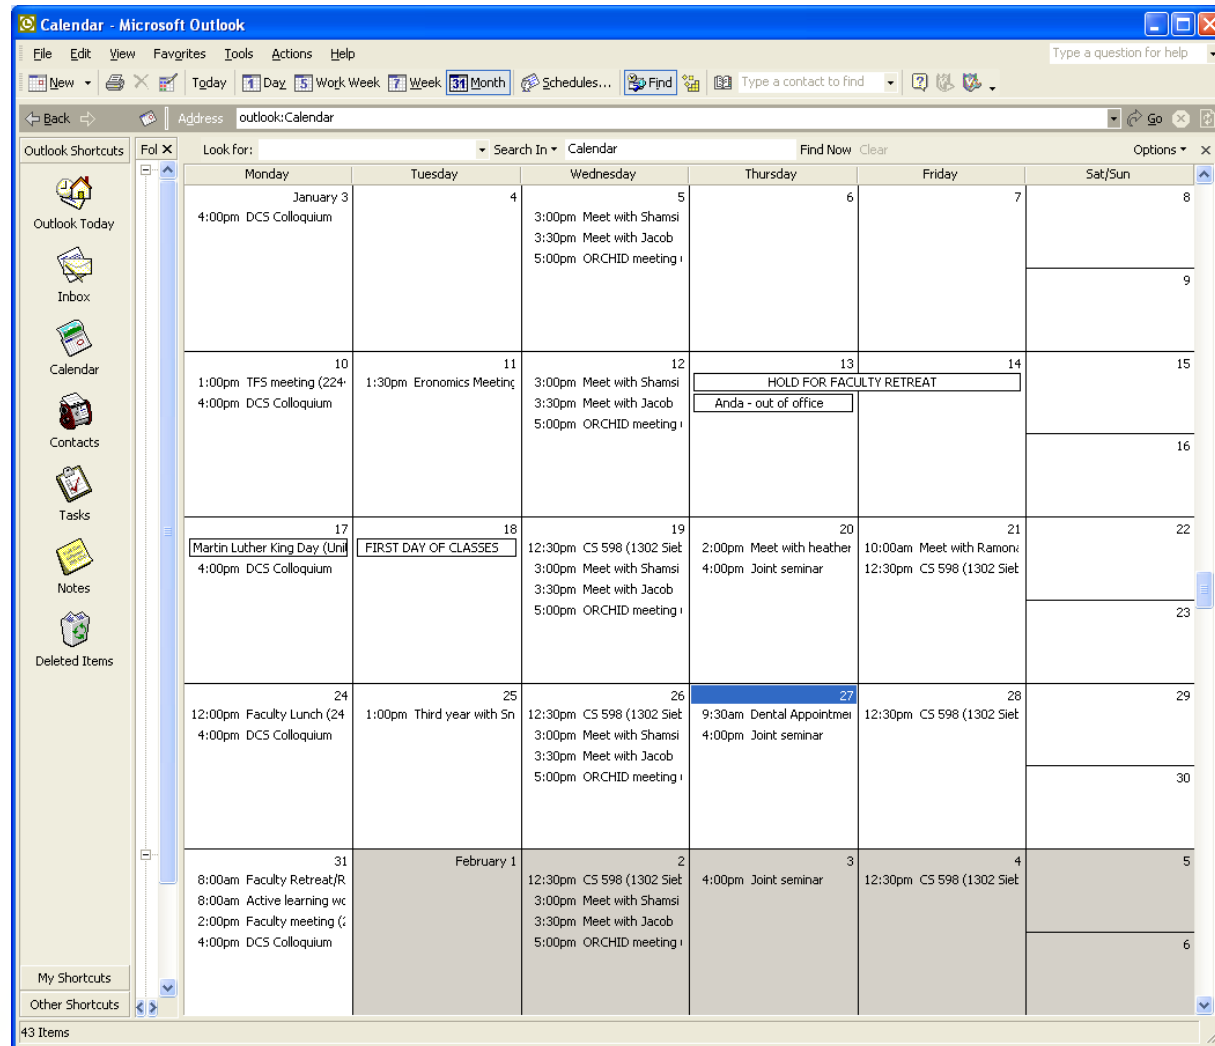 Calendar - Microsoft Outlook
File Edit View Favorites Tools Actions Help Type a question for help
New Today 1 Day 5 Work Week 7 Week 31 Month Schedules... Find Type a contact to find
Back Address outlook:Calendar Go
Outlook Shortcuts Fol X Look for: Search In Calendar Find Now Clear Options
Monday Tuesday Wednesday Thursday Friday Sat/Sun
January 3 4 5 6 7 8
4:00pm DCS Colloquium 3:00pm Meet with Shamsi
3:30pm Meet with Jacob
5:00pm ORCHID meeting
9
10 11 12 13 14 15
1:00pm TFS meeting (224 1:30pm Eronomics Meeting 3:00pm Meet with Shamsi HOLD FOR FACULTY RETREAT
4:00pm DCS Colloquium 3:30pm Meet with Jacob Anda - out of office
5:00pm ORCHID meeting
16
17 18 19 20 21 22
Martin Luther King Day (Uni FIRST DAY OF CLASSES 12:30pm CS 598 (1302 Sieb 2:00pm Meet with heather 10:00am Meet with Ramona
4:00pm DCS Colloquium 3:00pm Meet with Shamsi 4:00pm Joint seminar 12:30pm CS 598 (1302 Sieb
3:30pm Meet with Jacob
5:00pm ORCHID meeting 23
24 25 26 27 28 29
12:00pm Faculty Lunch (24 1:00pm Third year with Sn 12:30pm CS 598 (1302 Sieb 9:30am Dental Appointmen 12:30pm CS 598 (1302 Sieb
4:00pm DCS Colloquium 3:00pm Meet with Shamsi 4:00pm Joint seminar
3:30pm Meet with Jacob
5:00pm ORCHID meeting 30
31 February 1 2 3 4 5
8:00am Faculty Retreat/R 12:30pm CS 598 (1302 Sieb 4:00pm Joint seminar 12:30pm CS 598 (1302 Sieb
8:00am Active learning wo 3:00pm Meet with Shamsi
2:00pm Faculty meeting (2 3:30pm Meet with Jacob
4:00pm DCS Colloquium 5:00pm ORCHID meeting 6
Outlook Today
Inbox
Calendar
Contacts
Tasks
Notes
Deleted Items
My Shortcuts
Other Shortcuts
43 Items